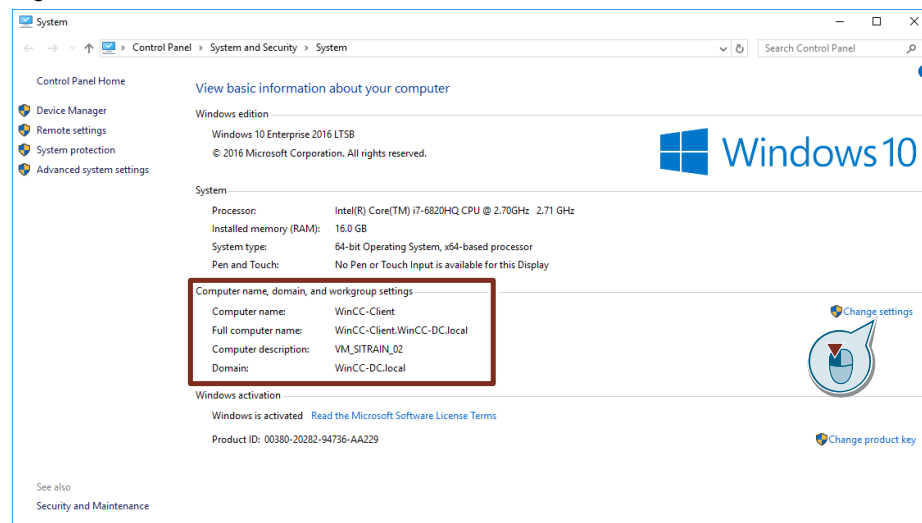 System
Control Panel > System and Security > System
Search Control Panel
Control Panel Home
Device Manager
Remote settings
System protection
Advanced system settings
View basic information about your computer
Windows edition
Windows 10 Enterprise 2016 LTSB
© 2016 Microsoft Corporation. All rights reserved.
Windows 10
System
Processor: Intel(R) Core(TM) i7-6820HQ CPU @ 2.70GHz 2.71 GHz
Installed memory (RAM): 16.0 GB
System type: 64-bit Operating System, x64-based processor
Pen and Touch: No Pen or Touch Input is available for this Display
Computer name, domain, and workgroup settings
Computer name: WinCC-Client
Change settings
Full computer name: WinCC-Client.WinCC-DC.local
Computer description: VM_SITRAIN_02
Domain: WinCC-DC.local
Windows activation
Windows is activated Read the Microsoft Software License Terms
Product ID: 00380-20282-94736-AA229
Change product key
See also
Security and Maintenance